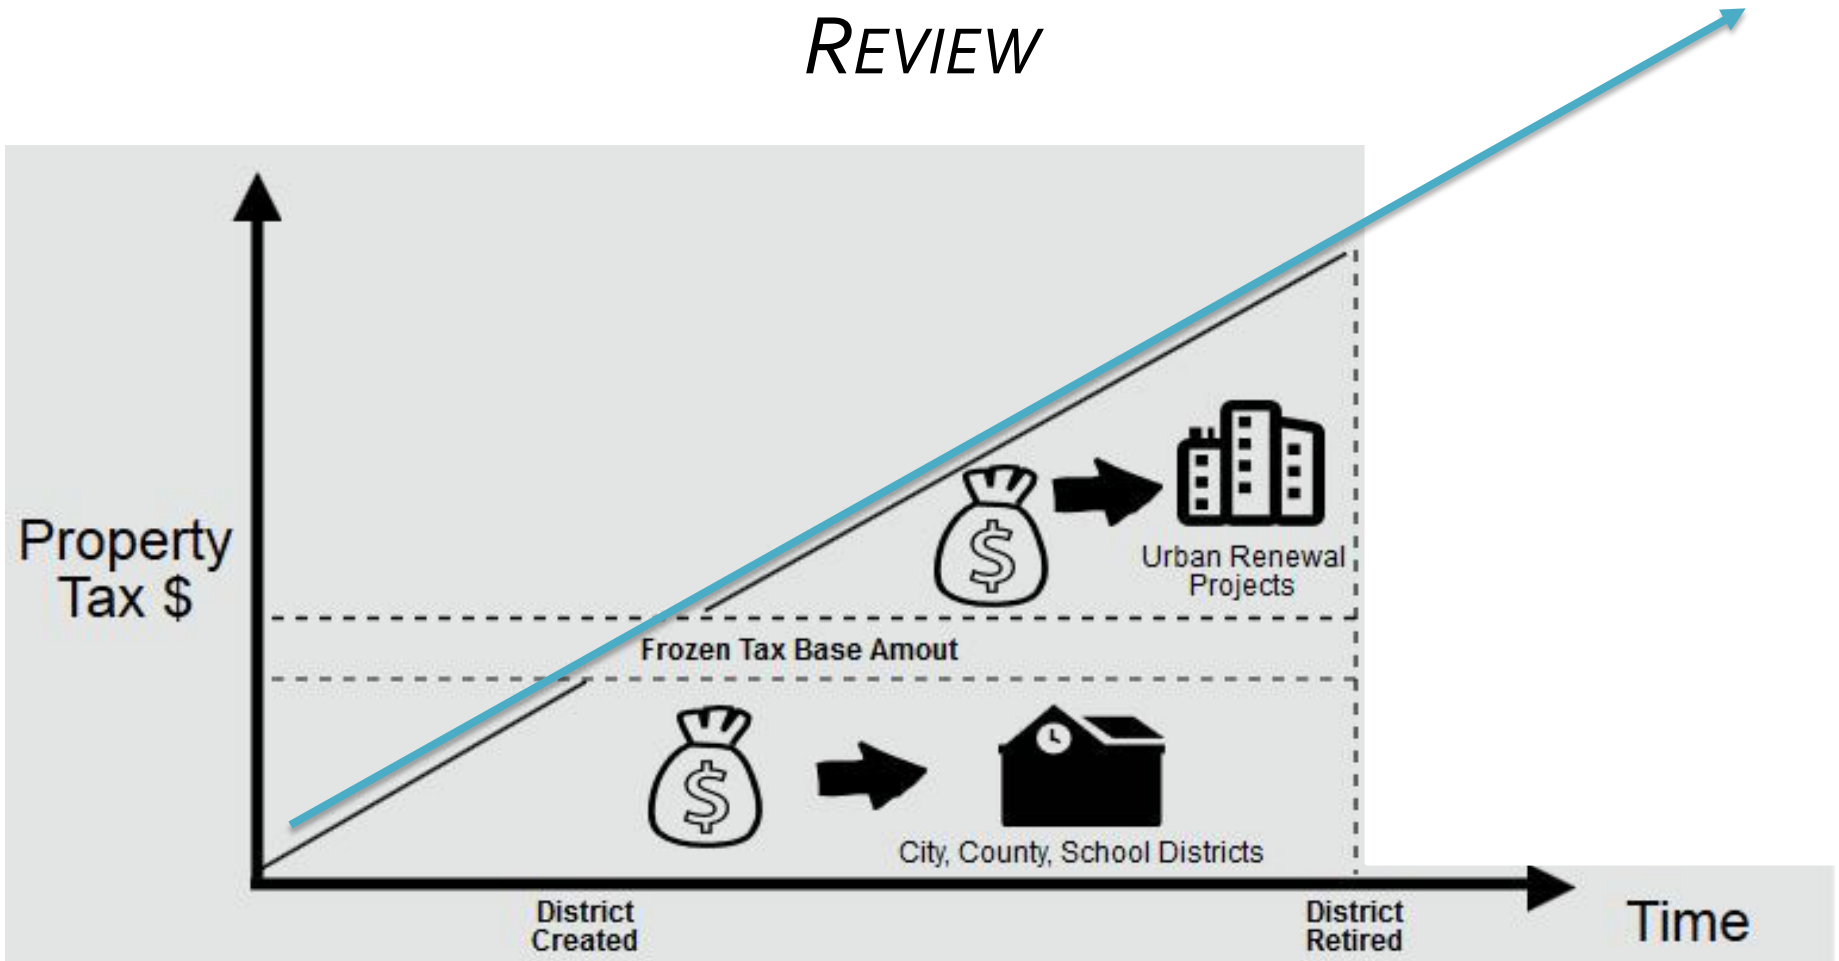 REVIEW
Property
Tax $
$
Urban Renewal
Projects
Frozen Tax Base Amout
$
City, County, School Districts
District
Created
District
Retired
Time